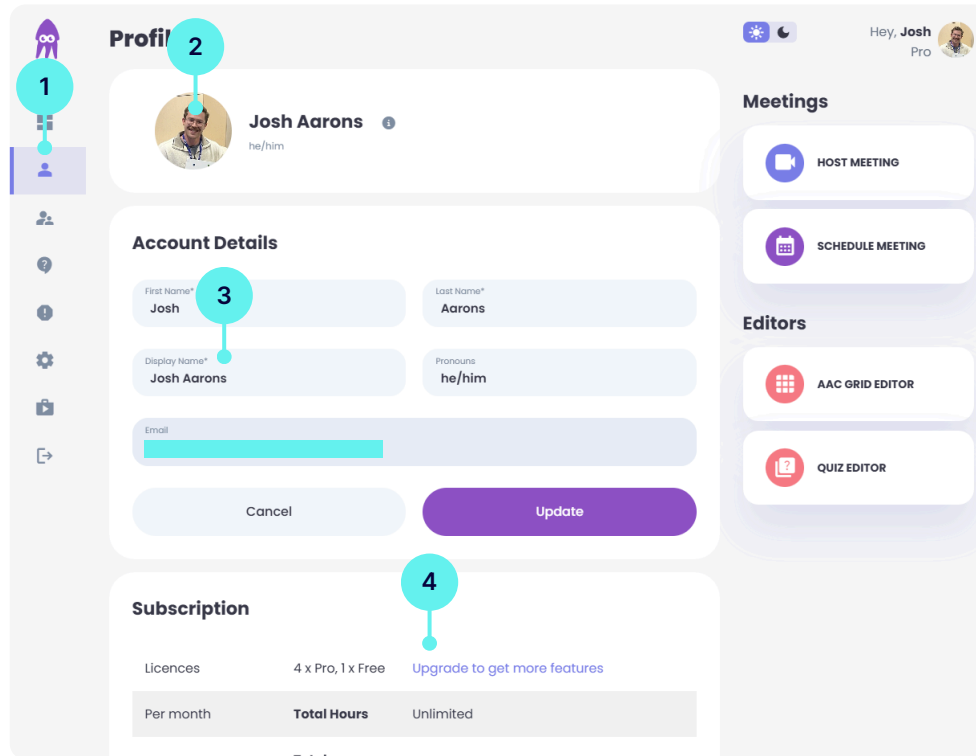 1
2
3
4
Profil
Josh Aarons
he/him
Account Details
First Name*
Josh
Last Name*
Aarons
Display Name*
Josh Aarons
Pronouns
he/him
Email
Cancel
Update
Subscription
Licences 4 x Pro, 1 x Free Upgrade to get more features
Per month Total Hours Unlimited
Hey, Josh
Pro
Meetings
HOST MEETING
SCHEDULE MEETING
Editors
AAC GRID EDITOR
QUIZ EDITOR